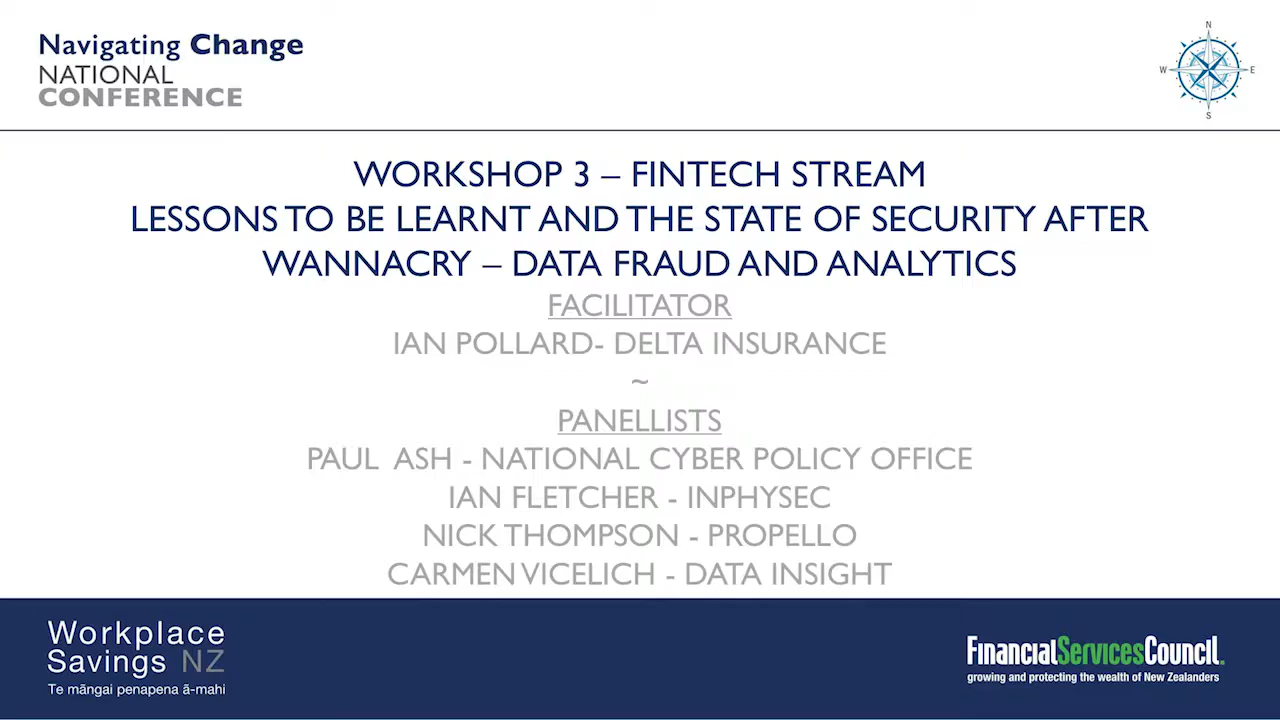 Navigating Change
NATIONAL
CONFERENCE
N
W
E
S
WORKSHOP 3 – FINTECH STREAM
LESSONS TO BE LEARNT AND THE STATE OF SECURITY AFTER
WANNACRY – DATA FRAUD AND ANALYTICS
FACILITATOR
IAN POLLARD- DELTA INSURANCE
~
PANELLISTS
PAUL ASH - NATIONAL CYBER POLICY OFFICE
IAN FLETCHER - INPHYSEC
NICK THOMPSON - PROPELLO
CARMEN VICELICH - DATA INSIGHT
Workplace
Savings NZ
Te māngai penapena ā-mahi
FinancialServicesCouncil.
growing and protecting the wealth of New Zealanders